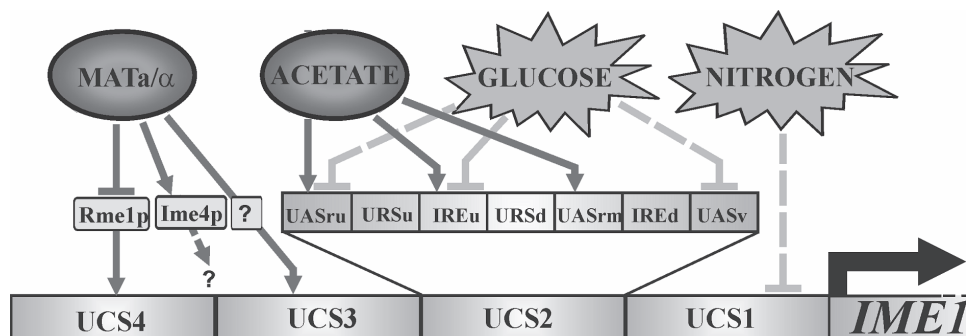 MATa/α ACETATE GLUCOSE NITROGEN
Rme1p Ime4p ? UASru URSu IREu URSd UASrm IREd UASv
?
UCS4 UCS3 UCS2 UCS1 IME1